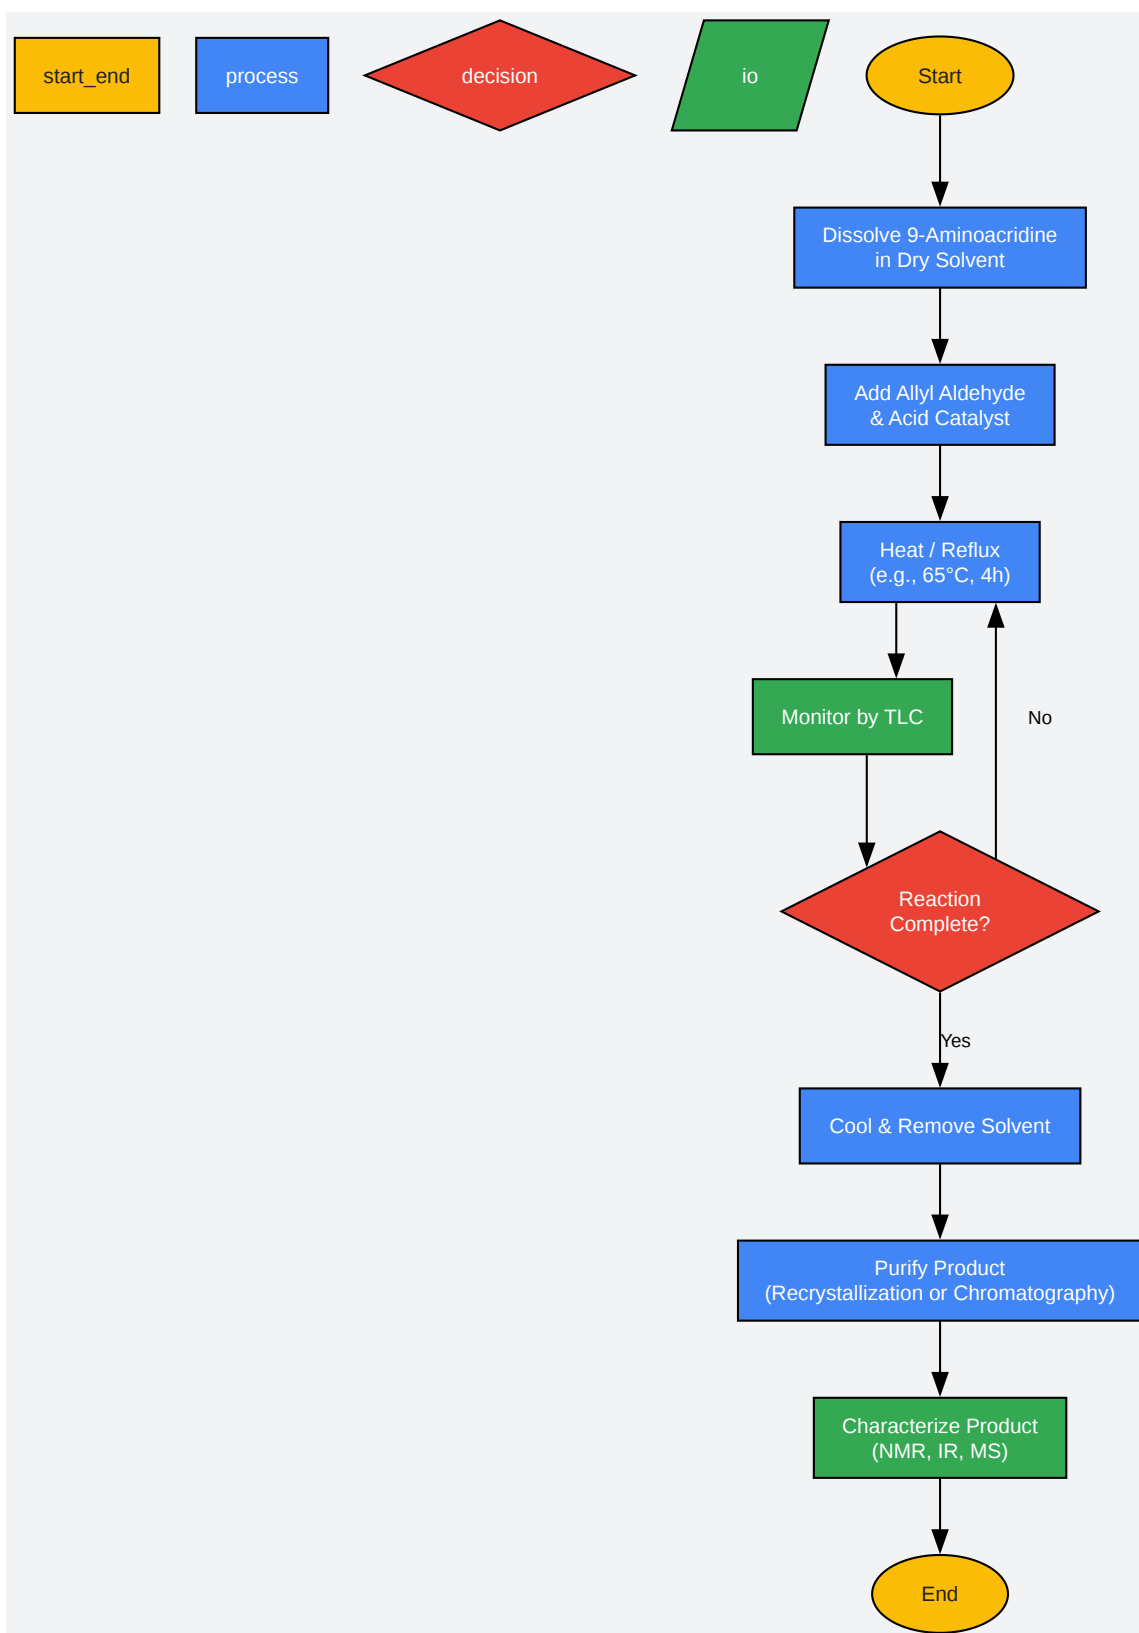 start_end
process
decision
io
Start
Dissolve 9-Aminoacridine
in Dry Solvent
Add Allyl Aldehyde
& Acid Catalyst
Heat / Reflux
(e.g., 65°C, 4h)
Monitor by TLC
No
Reaction
Complete?
Yes
Cool & Remove Solvent
Purify Product
(Recrystallization or Chromatography)
Characterize Product
(NMR, IR, MS)
End